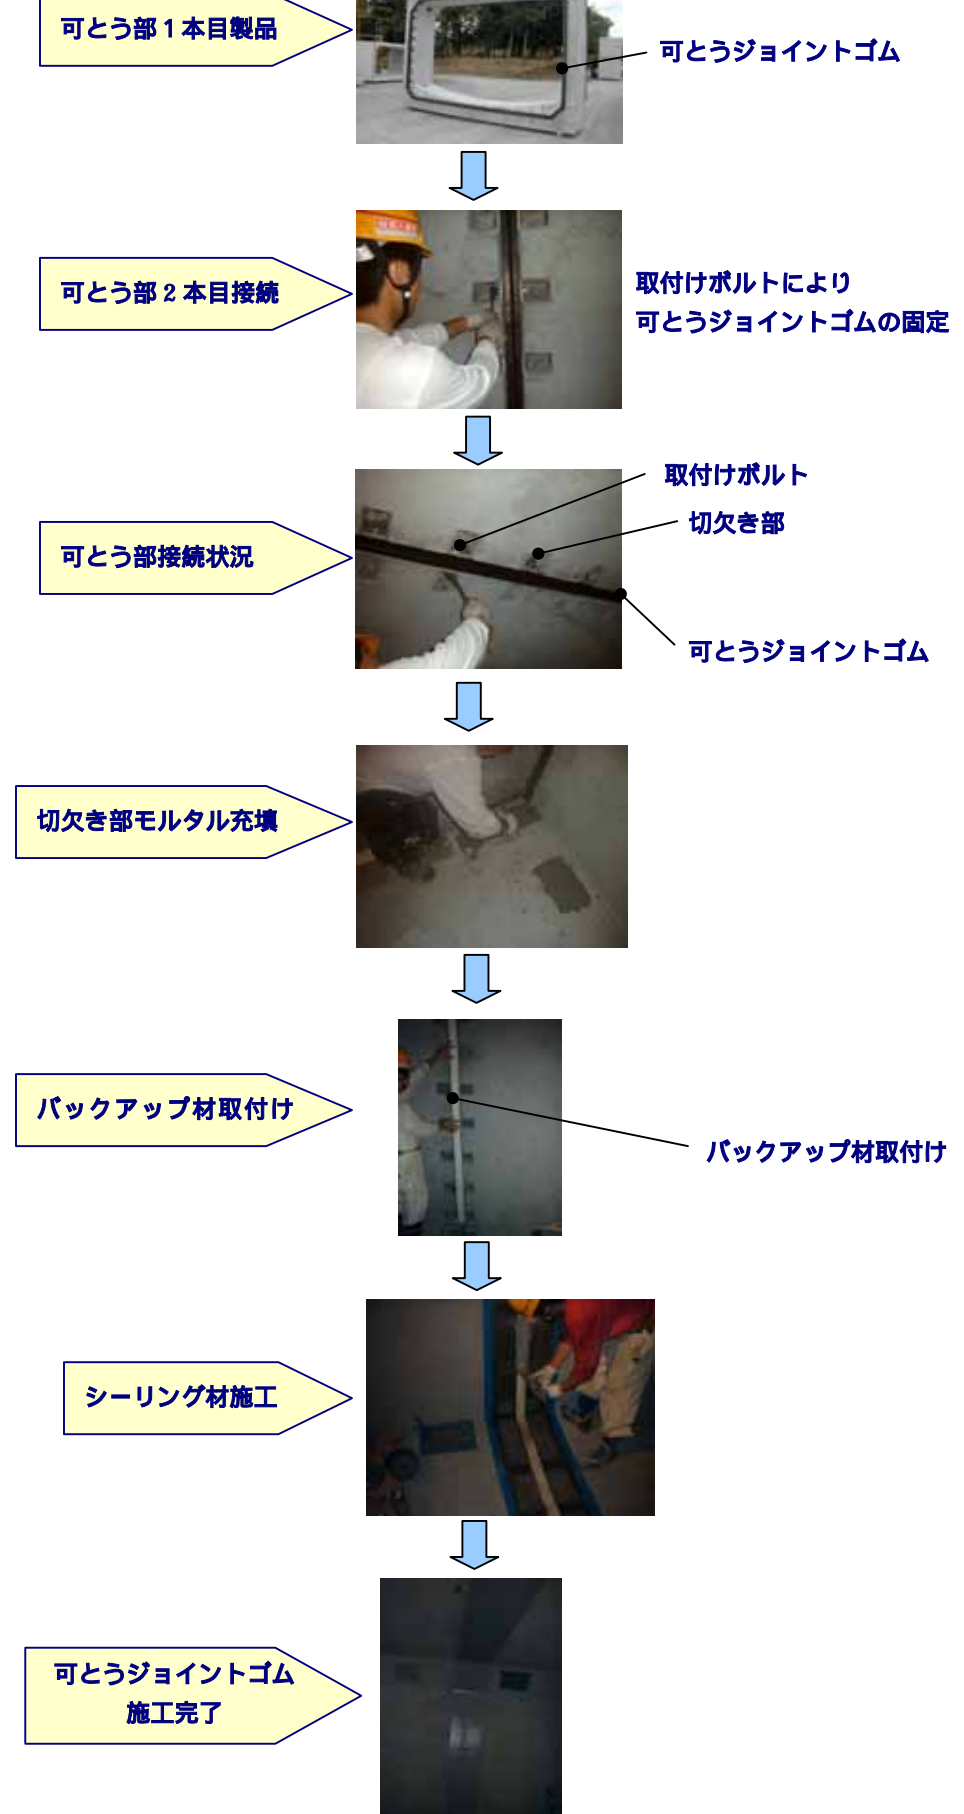 可とう部1本目製品
可とうジョイントゴム
可とう部2本目接続
取付けボルトにより
可とうジョイントゴムの固定
取付けボルト
切欠き部
可とう部接続状況
可とうジョイントゴム
切欠き部モルタル充填
バックアップ材取付け
バックアップ材取付け
シーリング材施工
可とうジョイントゴム
施工完了